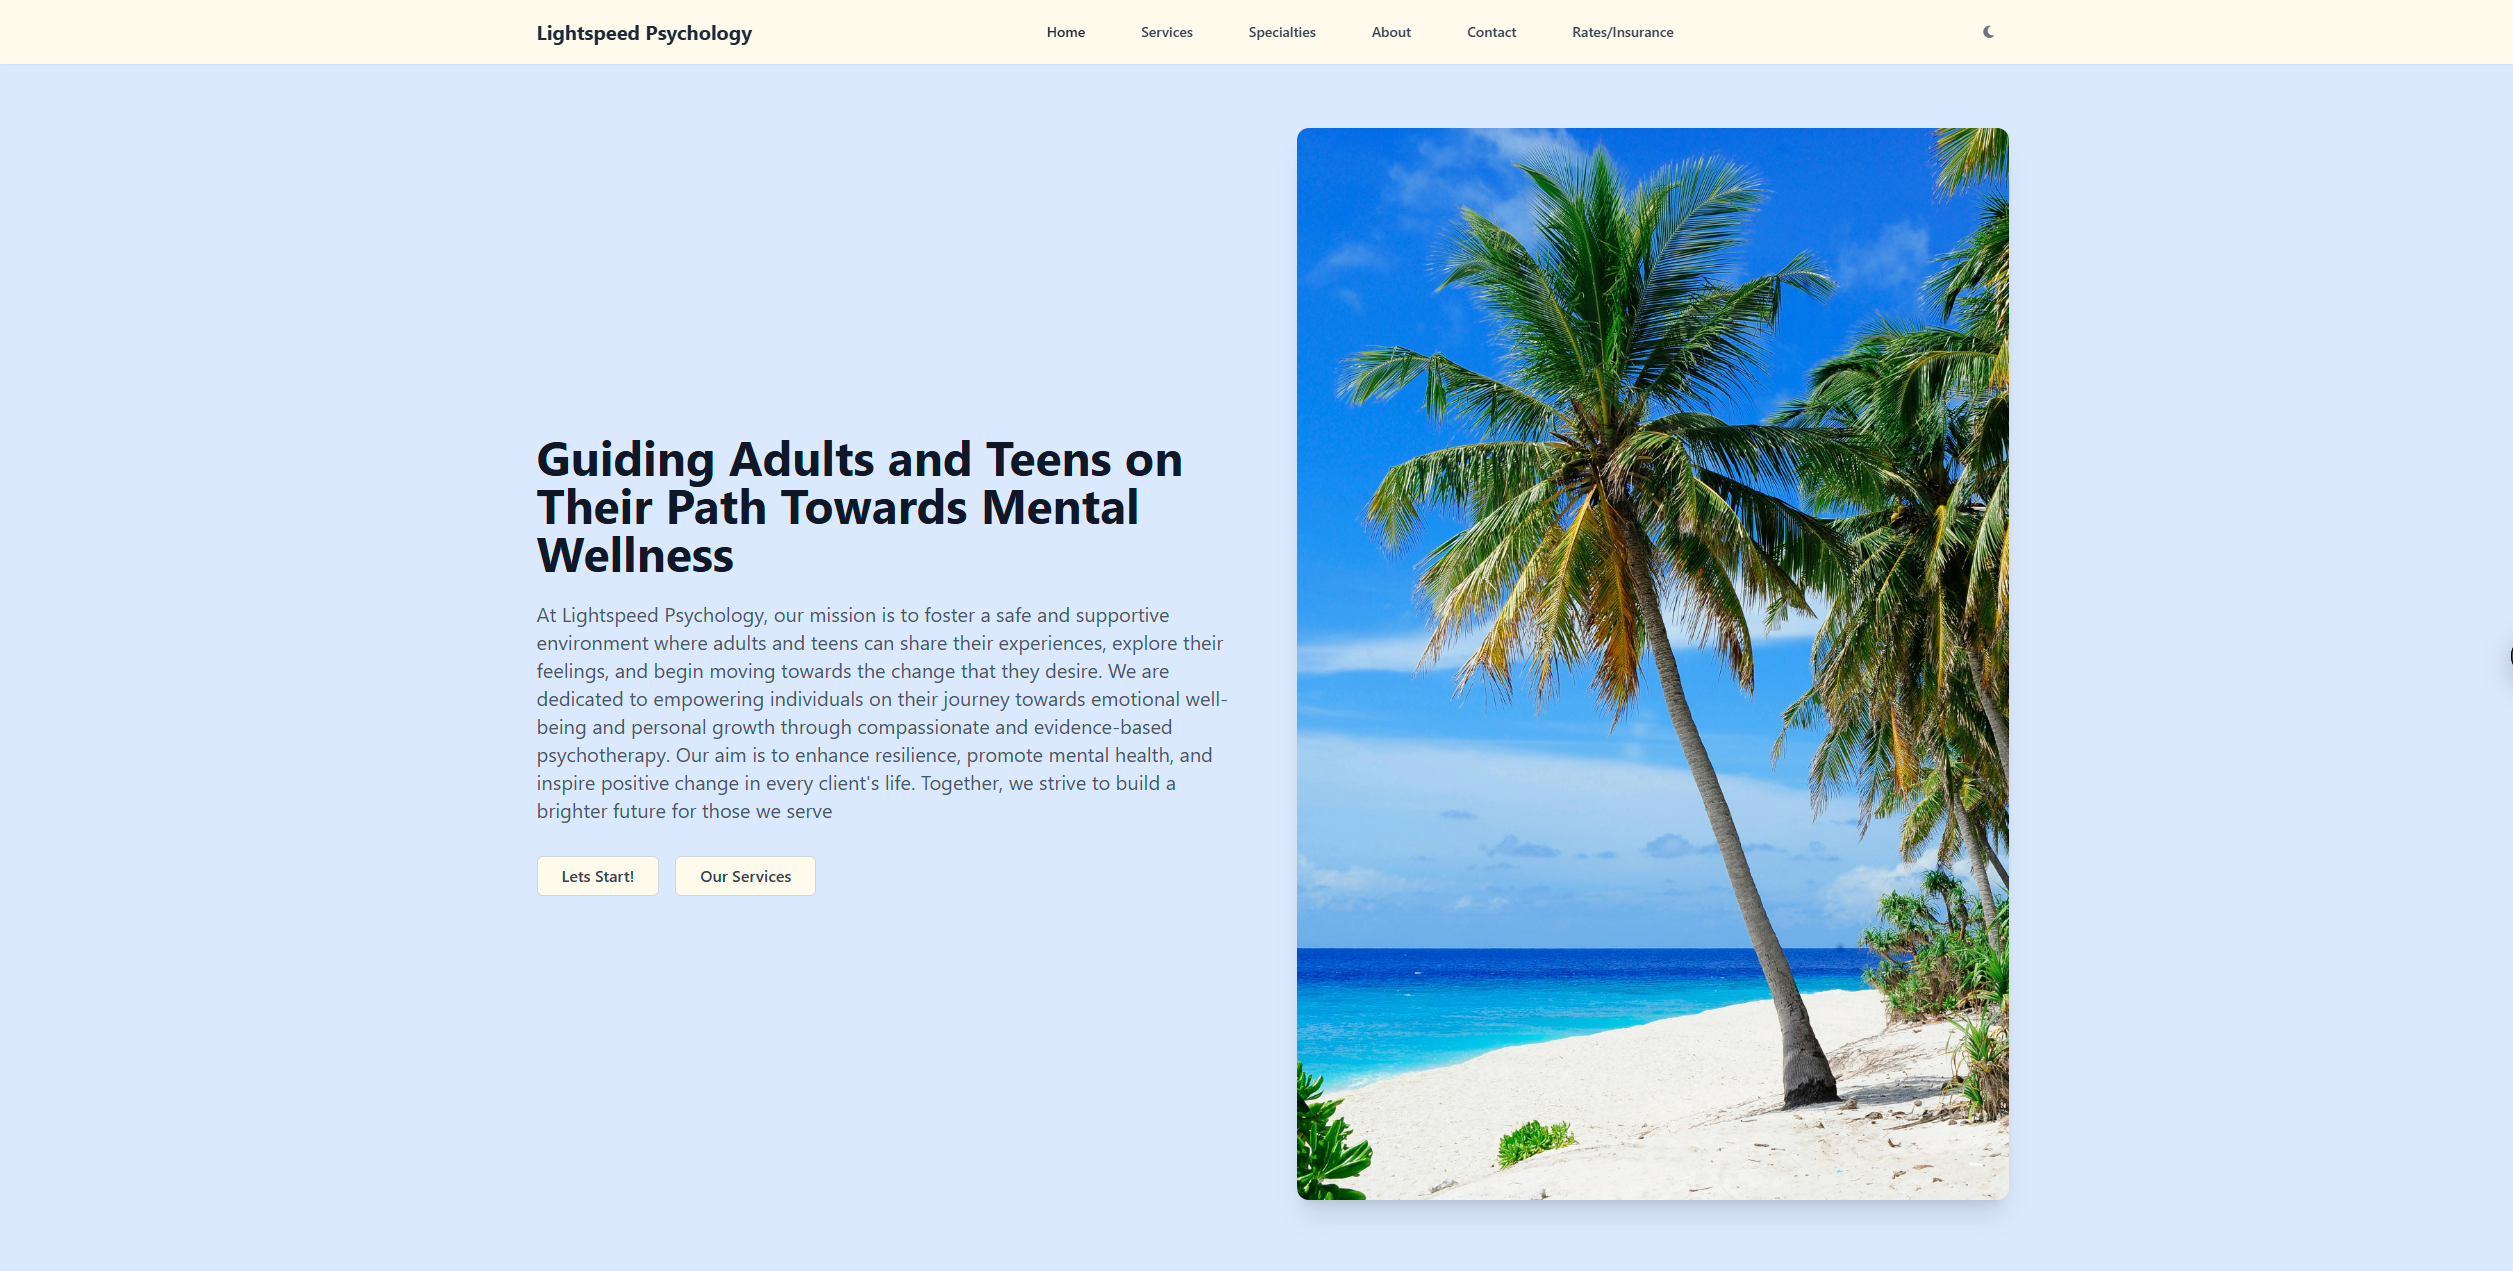 Lightspeed Psychology
Home
Services
Specialties
About
Contact
Rates/Insurance
Guiding Adults and Teens on
Their Path Towards Mental
Wellness
At Lightspeed Psychology, our mission is to foster a safe and supportive
environment where adults and teens can share their experiences, explore their
feelings, and begin moving towards the change that they desire. We are
dedicated to empowering individuals on their journey towards emotional well-
being and personal growth through compassionate and evidence-based
psychotherapy. Our aim is to enhance resilience, promote mental health, and
inspire positive change in every client's life. Together, we strive to build a
brighter future for those we serve
Lets Start!
Our Services